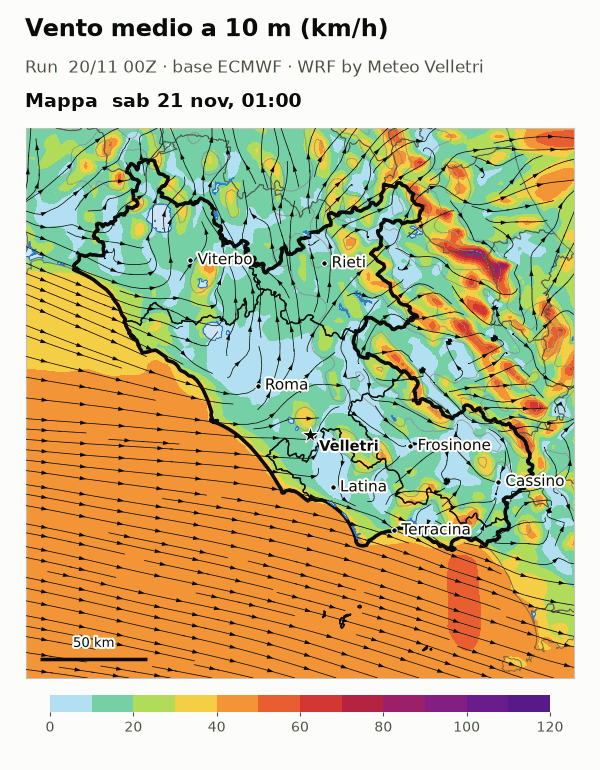 Vento medio a 10 m (km/h)
Run 20/11 00Z · base ECMWF · WRF by Meteo Velletri
Mappa sab 21 nov, 01:00
Viterbo
Rieti
Roma
Velletri
Frosinone
Cassino
Latina
Terracina
50 km
0 20 40 60 80 100 120